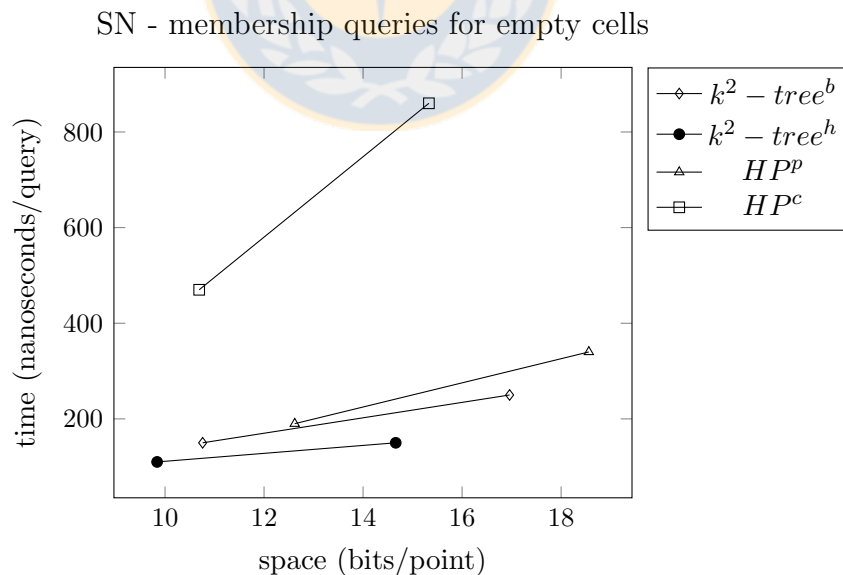 SN - membership queries for empty cells
time (nanoseconds/query)
800
600
400
200
10 12 14 16 18
space (bits/point)
k² − tree^b
k² − tree^h
HP^p
HP^c